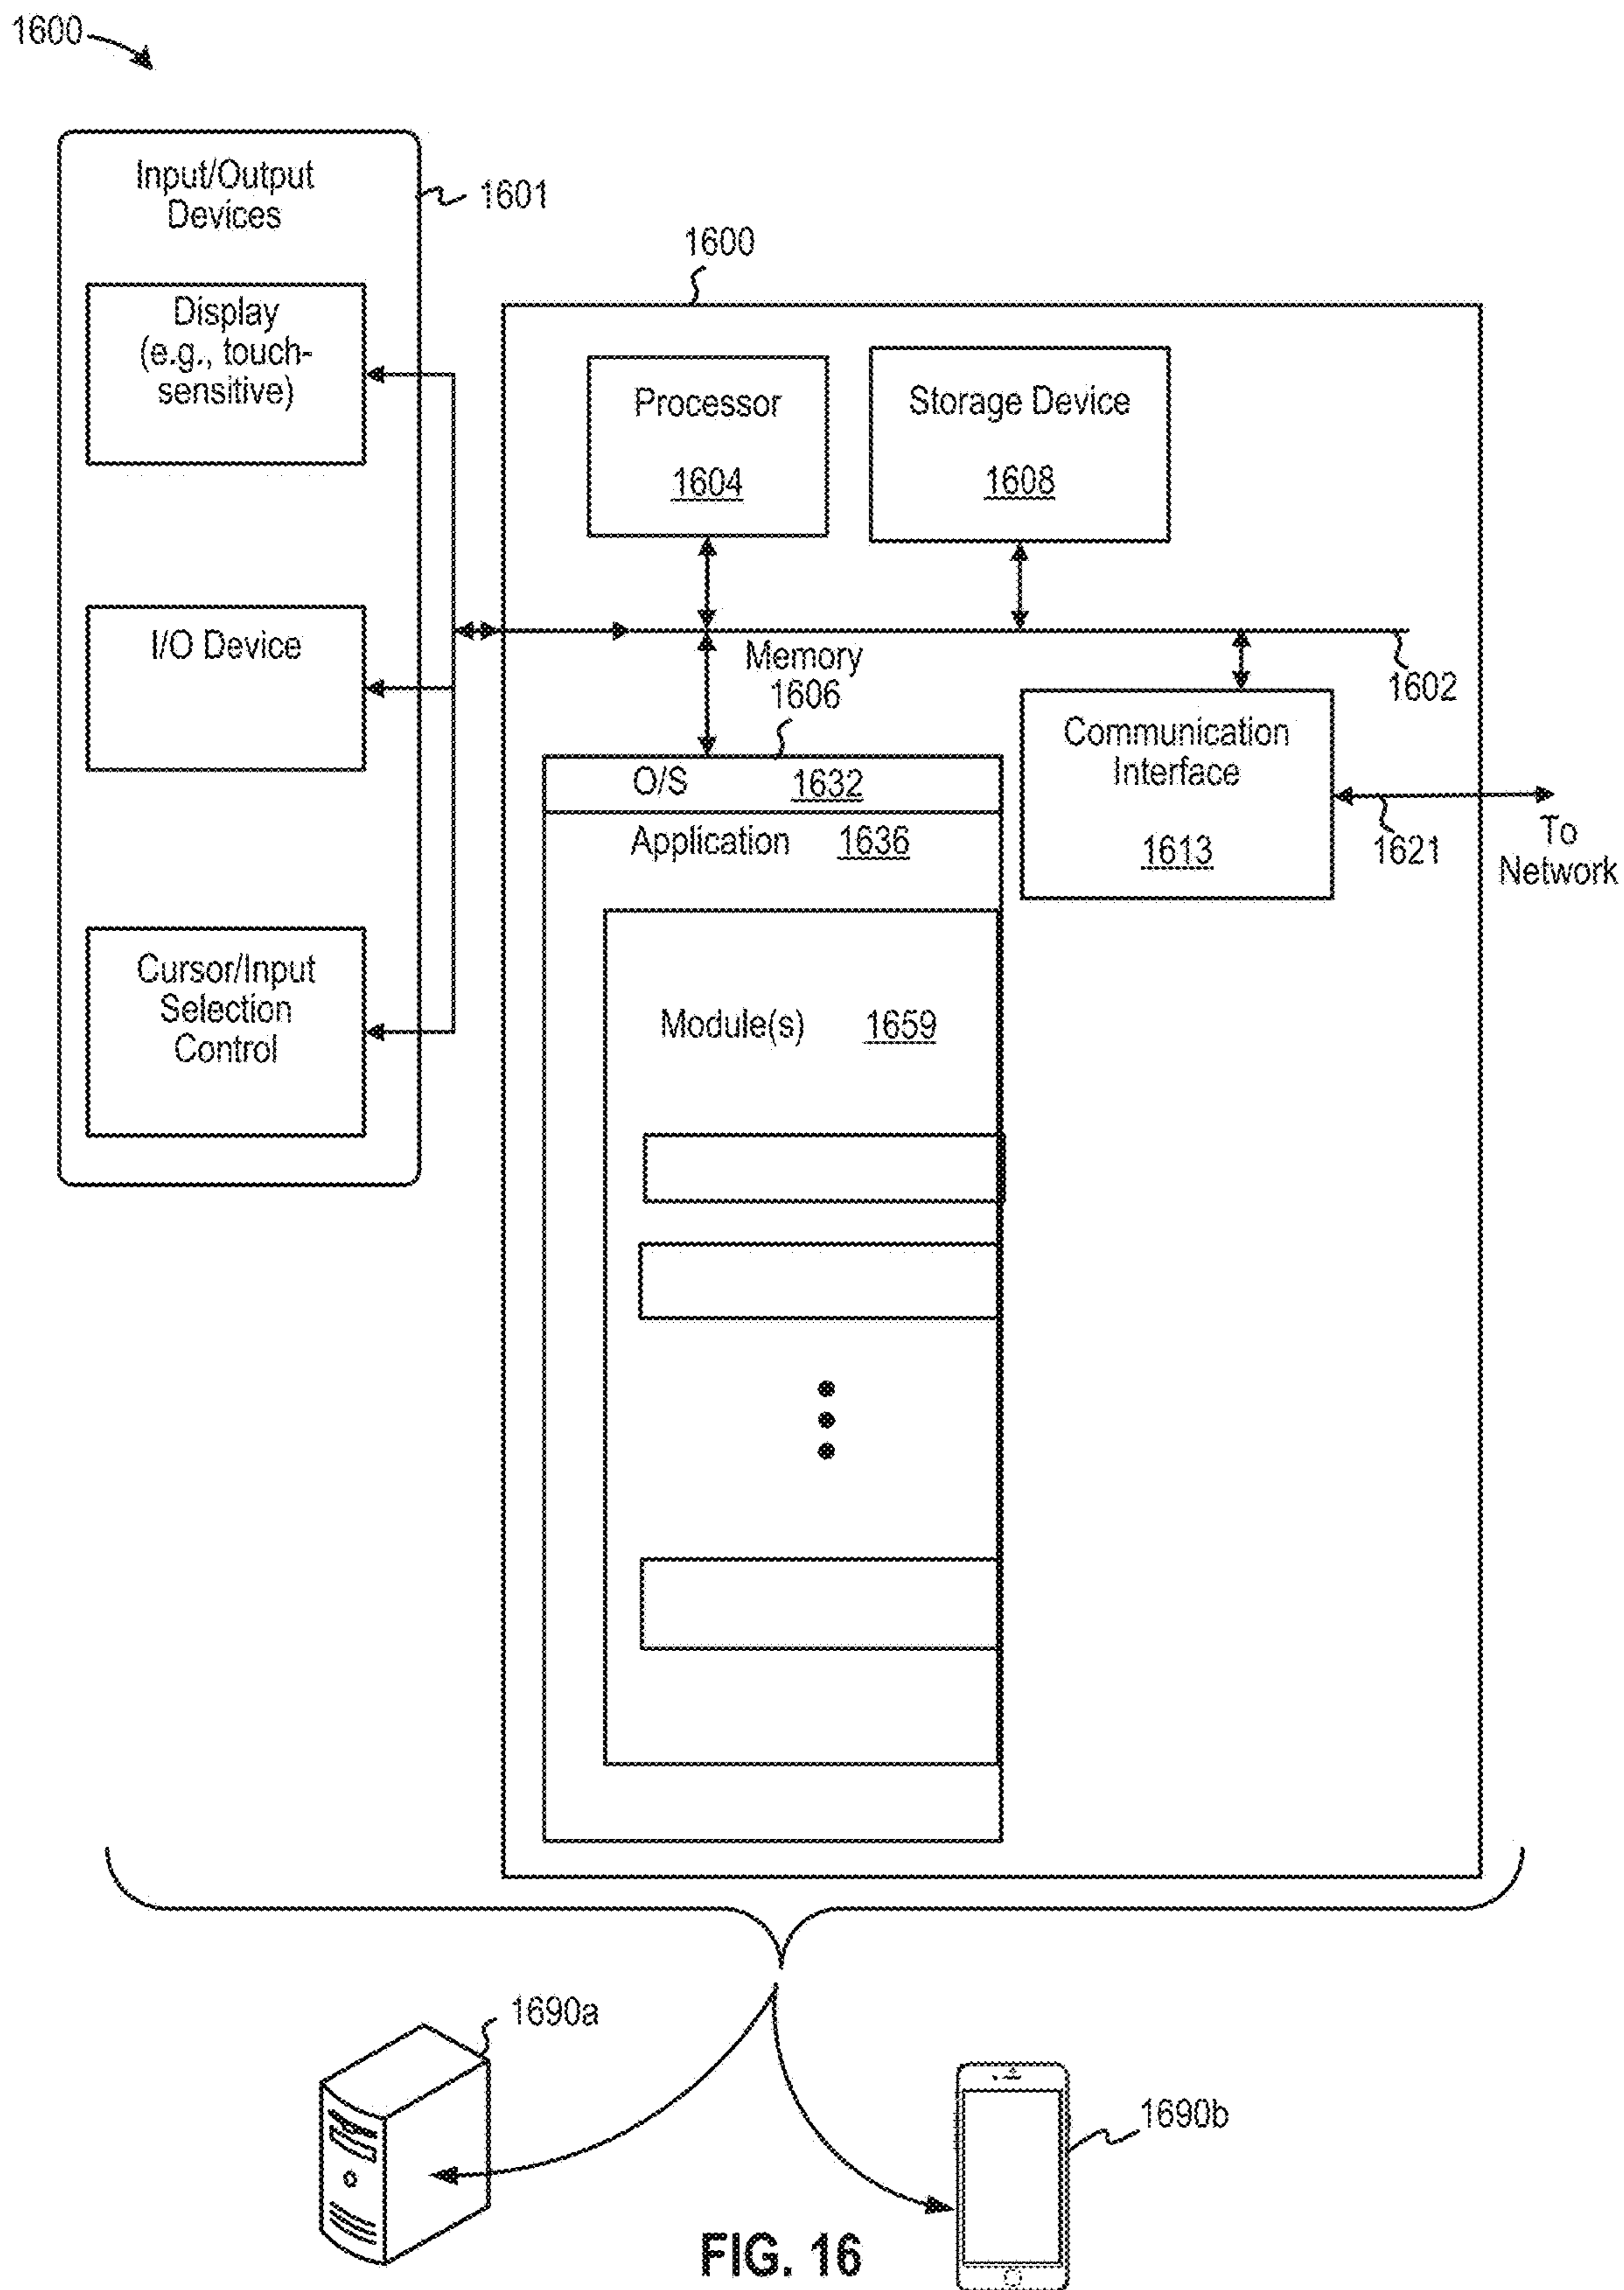 1600
Input/Output
Devices
1601
Display
(e.g., touch-
sensitive)
I/O Device
Cursor/Input
Selection
Control
1600
Processor
1604
Storage Device
1608
1602
Memory
1606
O/S 1632
Application 1636
Module(s) 1659
Communication
Interface
1613
1621
To
Network
1690a
1690b
FIG. 16